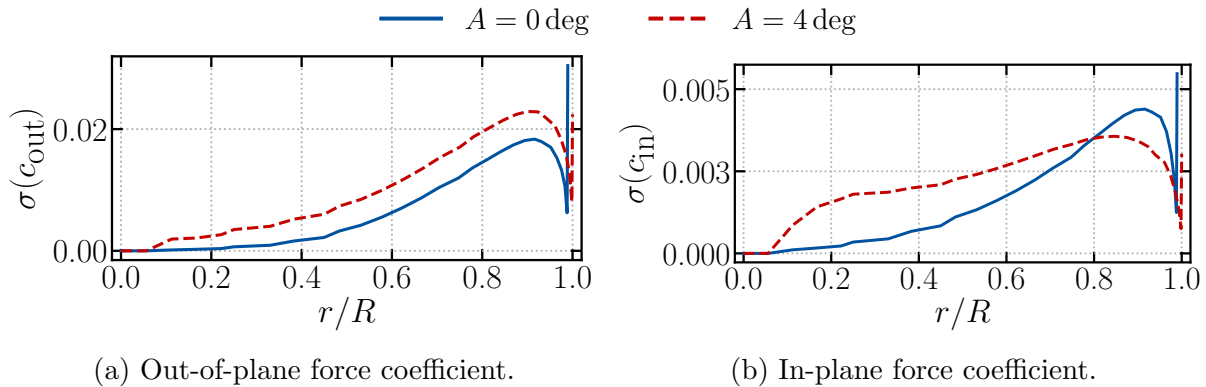 A = 0 deg A = 4 deg
σ(c_out)
0.02
0.00
0.0 0.2 0.4 0.6 0.8 1.0
r/R
(a) Out-of-plane force coefficient.
σ(c_in)
0.005
0.003
0.000
0.0 0.2 0.4 0.6 0.8 1.0
r/R
(b) In-plane force coefficient.